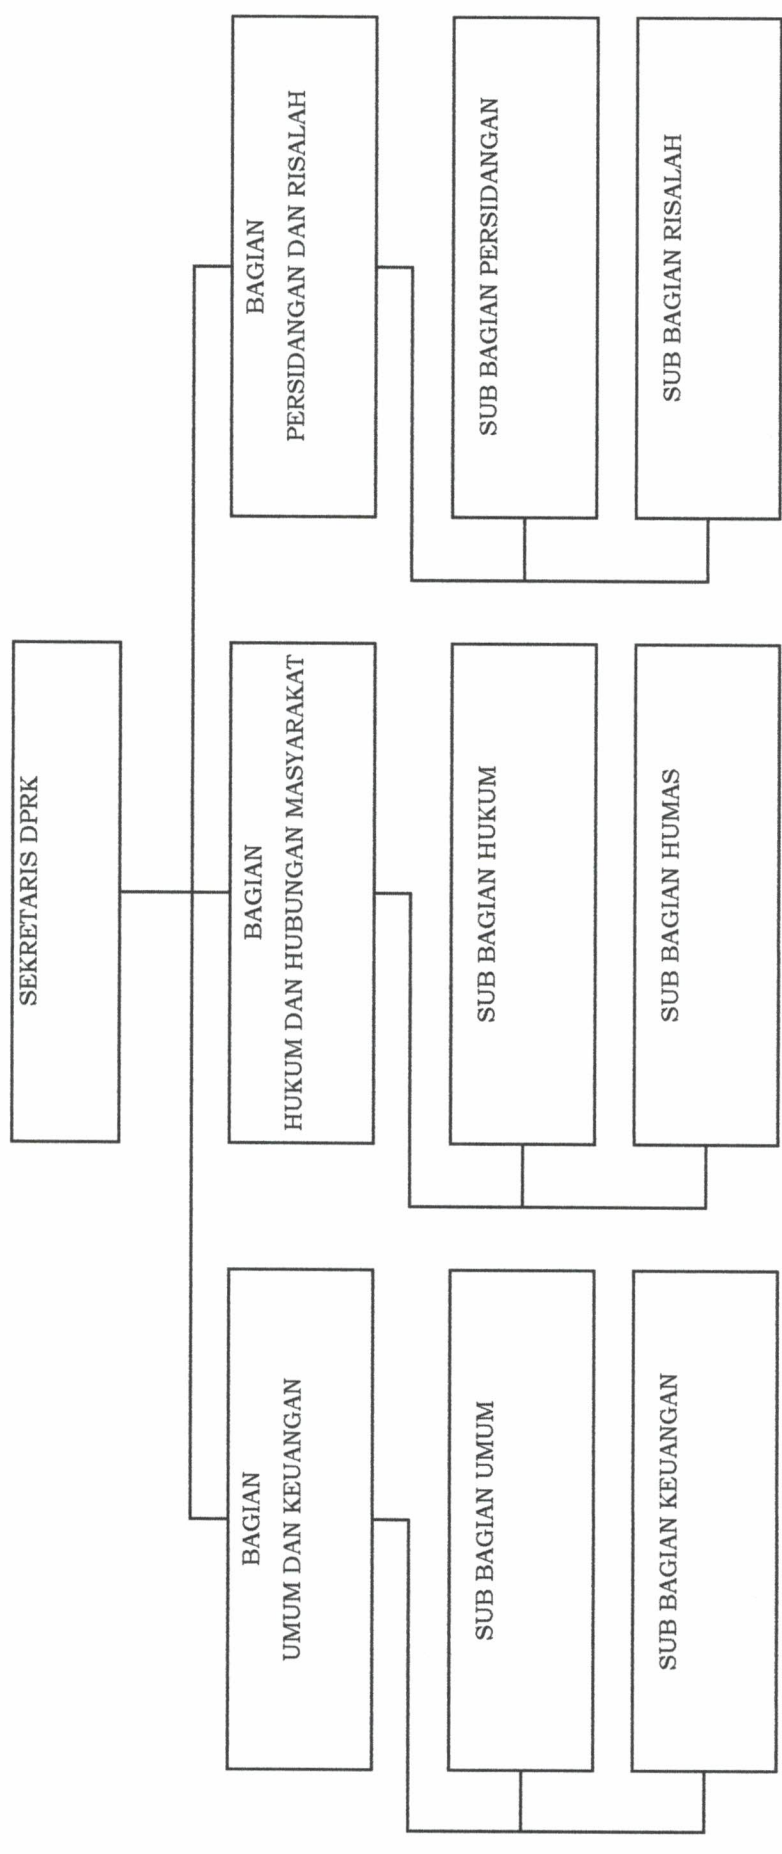 SEKRETARIS DPRK
BAGIAN
UMUM DAN KEUANGAN
BAGIAN
HUKUM DAN HUBUNGAN MASYARAKAT
BAGIAN
PERSIDANGAN DAN RISALAH
SUB BAGIAN UMUM
SUB BAGIAN HUKUM
SUB BAGIAN PERSIDANGAN
SUB BAGIAN KEUANGAN
SUB BAGIAN HUMAS
SUB BAGIAN RISALAH